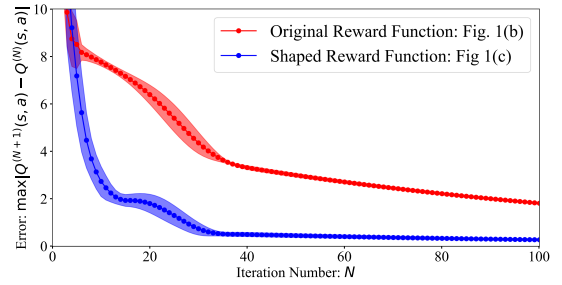 10
8
6
4
2
0
Error: max|Q^{(N+1)}(s, a) − Q^{(N)}(s, a)|
Original Reward Function: Fig. 1(b)
Shaped Reward Function: Fig 1(c)
0 20 40 60 80 100
Iteration Number: N